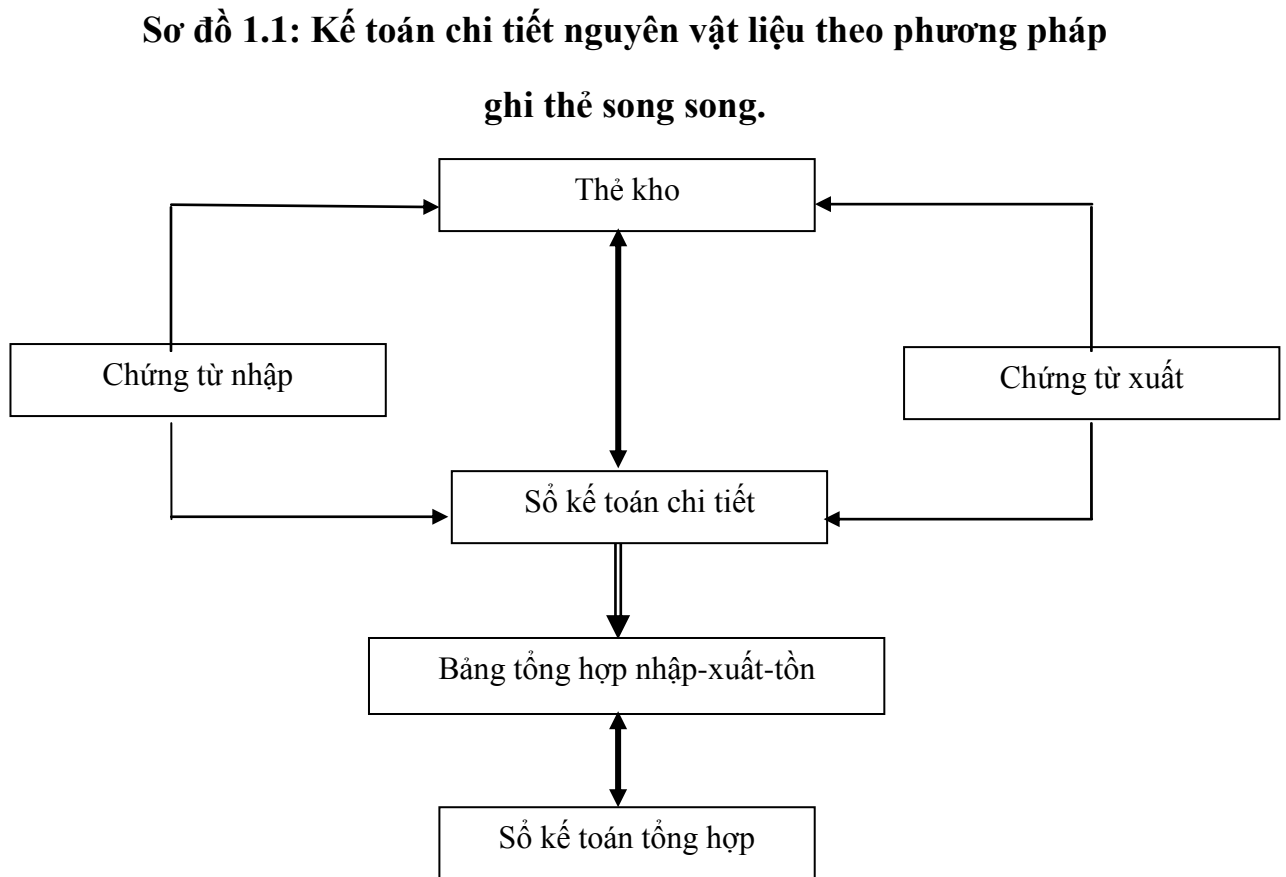 Sơ đồ 1.1: Kế toán chi tiết nguyên vật liệu theo phương pháp
ghi thẻ song song.
Thẻ kho
Chứng từ nhập
Chứng từ xuất
Sổ kế toán chi tiết
Bảng tổng hợp nhập-xuất-tồn
Sổ kế toán tổng hợp